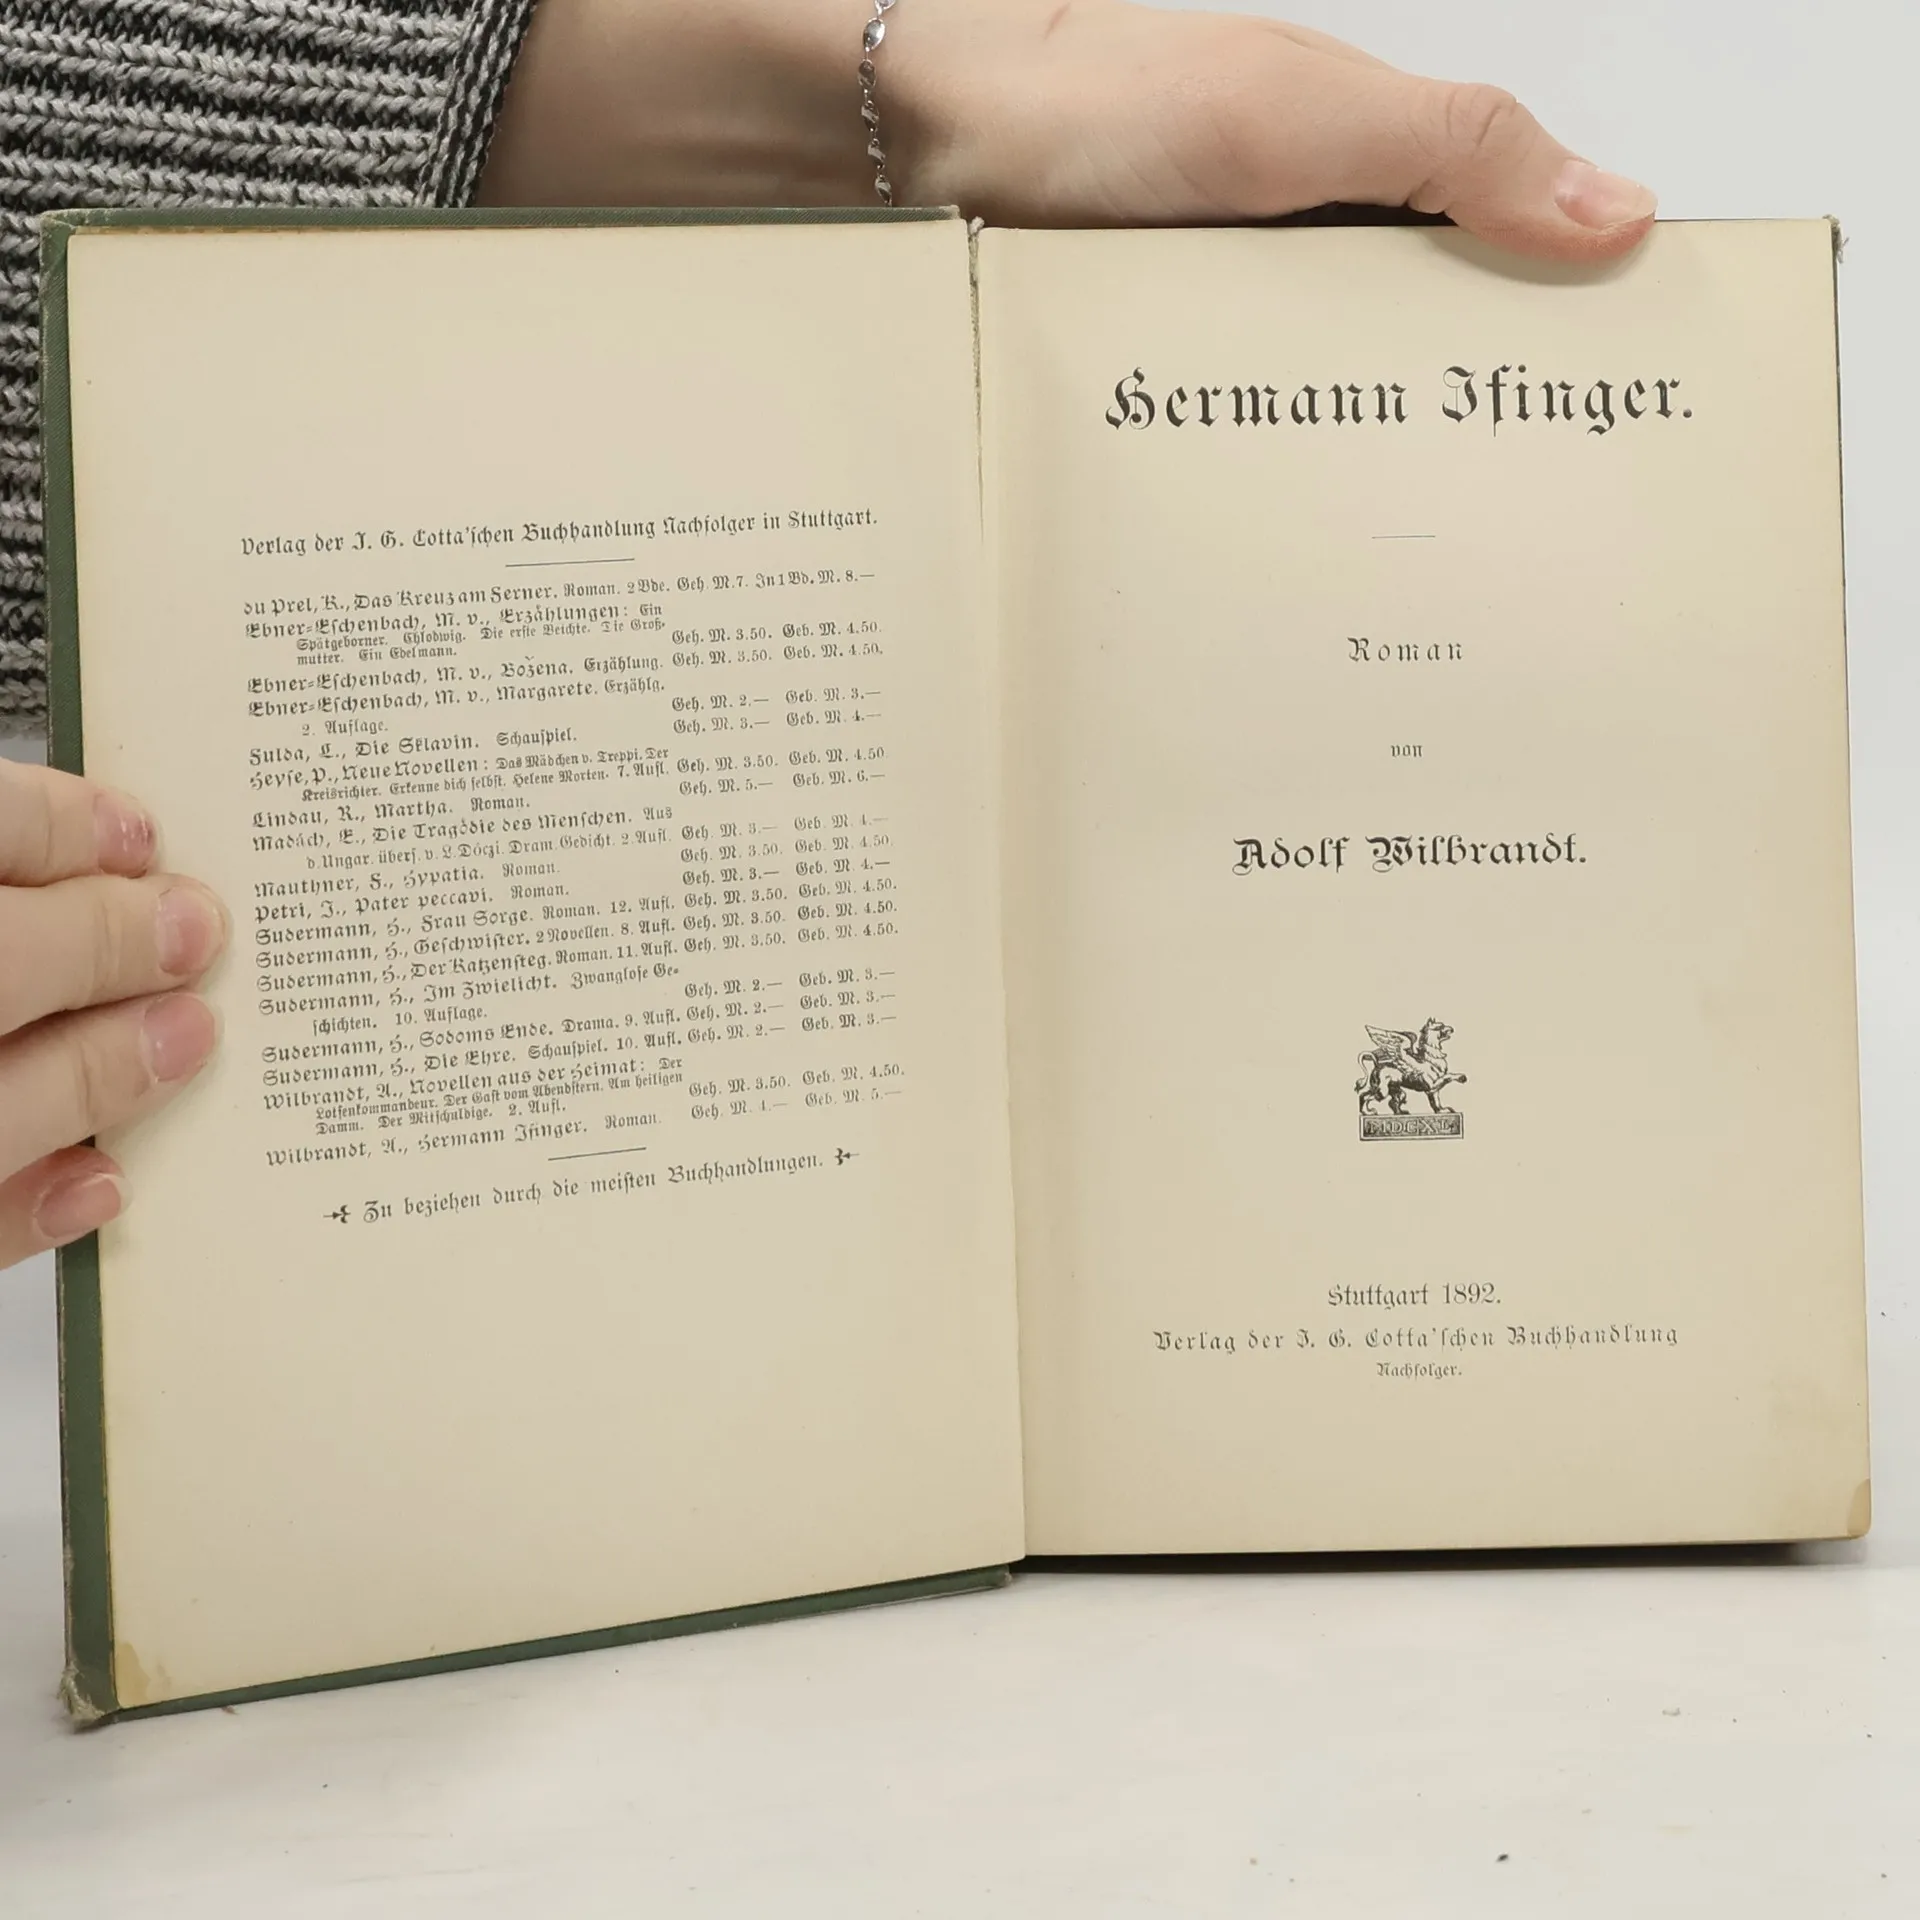 Verlag der J. G. Cotta'schen Buchhandlung Nachfolger in Stuttgart.
du Prel, K., Das Kreuz am Ferner. Roman. 2 Bde. Geh. M. 7. In 1 Bd. M. 8.—
Ebner-Eschenbach, M. v., Erzählungen: Ein
Spätgeborner. Chlodwig. Die erste Beichte. Die Groß-
mutter. Ein Edelmann. Geh. M. 3.50. Geb. M. 4.50.
Ebner-Eschenbach, M. v., Božena. Erzählung. Geh. M. 3.50. Geb. M. 4.50.
Ebner-Eschenbach, M. v., Margarete. Erzählg.
2. Auflage. Geh. M. 2.— Geb. M. 3.—
Fulda, L., Die Sklavin. Schauspiel. Geh. M. 3.— Geb. M. 4.—
Heyse, P., Neue Novellen: Das Mädchen v. Treppi. Der
Kreisrichter. Erkenne dich selbst. Helene Morten. 7. Aufl. Geh. M. 3.50. Geb. M. 4.50
Lindau, R., Martha. Roman. Geh. M. 5.— Geb. M. 6.—
Madách, E., Die Tragödie des Menschen. Aus
d. Ungar. übers. v. L. Dóczi. Dram. Gedicht. 2. Aufl. Geh. M. 3.— Geb. M. 4.—
Mauthner, F., Hypatia. Roman. Geh. M. 3.50. Geb. M. 4.50.
Petri, J., Pater peccavi. Roman. Geh. M. 3.— Geb. M. 4.—
Sudermann, H., Frau Sorge. Roman. 12. Aufl. Geh. M. 3.50. Geb. M. 4.50.
Sudermann, H., Geschwister. 2 Novellen. 8. Aufl. Geh. M. 3.50. Geb. M. 4.50.
Sudermann, H., Der Katzensteg. Roman. 11. Aufl. Geh. M. 3.50. Geb. M. 4.50.
Sudermann, H., Im Zwielicht. Zwanglose Ge-
schichten. 10. Auflage. Geh. M. 2.— Geb. M. 3.—
Sudermann, H., Sodoms Ende. Drama. 9. Aufl. Geh. M. 2.— Geb. M. 3.—
Sudermann, H., Die Ehre. Schauspiel. 10. Aufl. Geh. M. 2.— Geb. M. 3.—
Wilbrandt, A., Novellen aus der Heimat: Der
Lotsenkommandeur. Der Gast vom Abendstern. Am heiligen
Damm. Der Mitschuldige. 2. Aufl. Geh. M. 3.50. Geb. M. 4.50.
Wilbrandt, A., Hermann Ifinger. Roman. Geh. M. 4.— Geb. M. 5.—
Zu beziehen durch die meisten Buchhandlungen.
Hermann Ifinger.
Roman
von
Adolf Wilbrandt.
MDCXL
Stuttgart 1892.
Verlag der J. G. Cotta'schen Buchhandlung
Nachfolger.